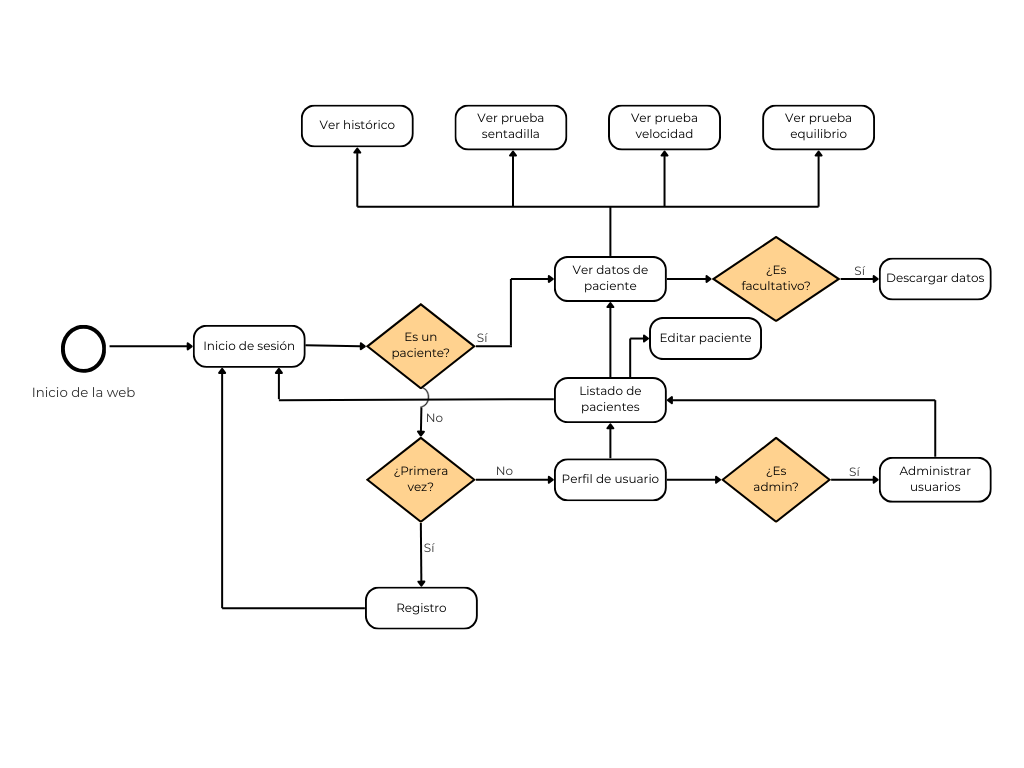 Ver histórico
Ver prueba
sentadilla
Ver prueba
velocidad
Ver prueba
equilibrio
Ver datos de
paciente
¿Es
facultativo?
Sí
Descargar datos
Inicio de la web
Inicio de sesión
Es un
paciente?
Sí
Editar paciente
Listado de
pacientes
No
¿Primera
vez?
No
Perfil de usuario
¿Es
admin?
Sí
Administrar
usuarios
Sí
Registro